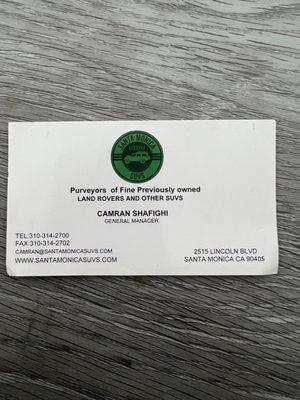 SANTA MONICA
SUVS
Purveyors of Fine Previously owned
LAND ROVERS AND OTHER SUVS
CAMRAN SHAFIGHI
GENERAL MANAGER
TEL:310-314-2700
FAX:310-314-2702
CAMRAN@SANTAMONICASUVS.COM
WWW.SANTAMONICASUVS.COM
2515 LINCOLN BLVD
SANTA MONICA CA 90405